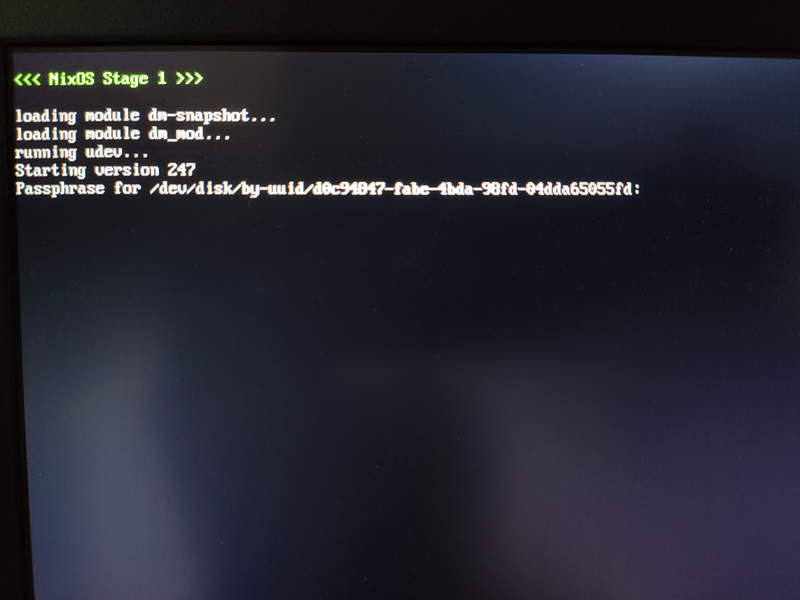 <<< NixOS Stage 1 >>>
loading module dm-snapshot...
loading module dm_mod...
running udev...
Starting version 247
Passphrase for /dev/disk/by-uuid/d0c94847-fabe-4bda-98fd-04dda65055fd: